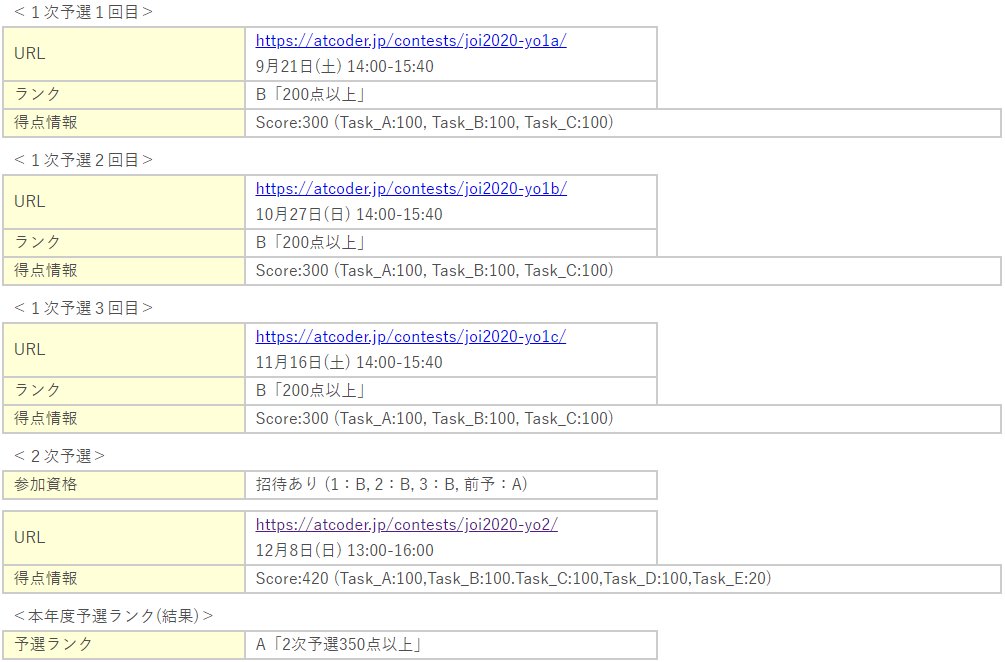 ＜１次予選１回目＞
URL
https://atcoder.jp/contests/joi2020-yo1a/
9月21日(土) 14:00-15:40
ランク
B「200点以上」
得点情報
Score:300 (Task_A:100, Task_B:100, Task_C:100)
＜１次予選２回目＞
URL
https://atcoder.jp/contests/joi2020-yo1b/
10月27日(日) 14:00-15:40
ランク
B「200点以上」
得点情報
Score:300 (Task_A:100, Task_B:100, Task_C:100)
＜１次予選３回目＞
URL
https://atcoder.jp/contests/joi2020-yo1c/
11月16日(土) 14:00-15:40
ランク
B「200点以上」
得点情報
Score:300 (Task_A:100, Task_B:100, Task_C:100)
＜２次予選＞
参加資格
招待あり (1：B, 2：B, 3：B, 前予：A)
URL
https://atcoder.jp/contests/joi2020-yo2/
12月8日(日) 13:00-16:00
得点情報
Score:420 (Task_A:100,Task_B:100.Task_C:100,Task_D:100,Task_E:20)
＜本年度予選ランク(結果)＞
予選ランク
A「2次予選350点以上」